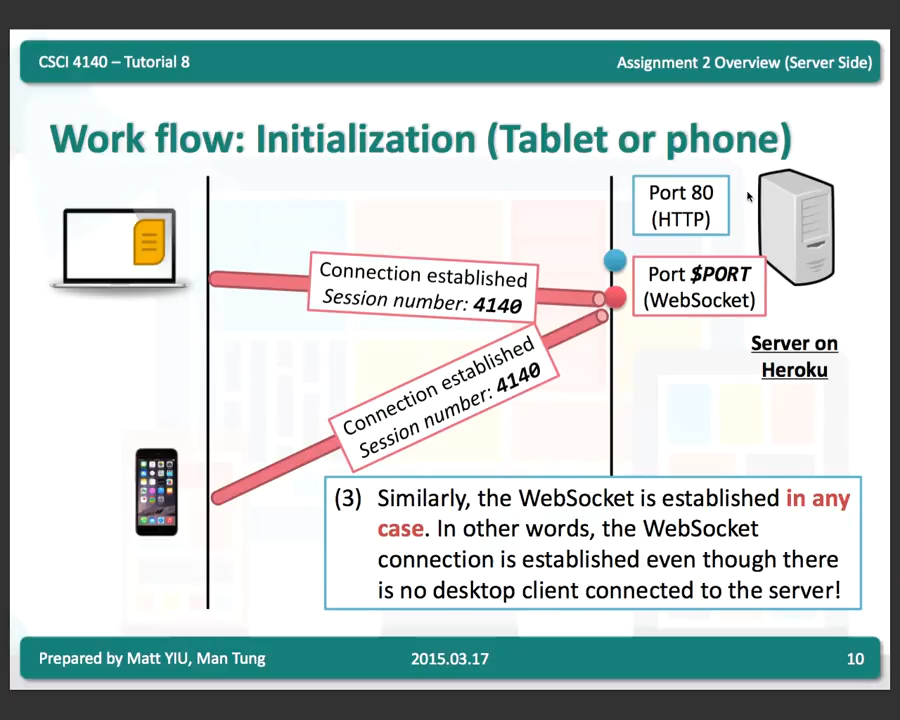 CSCI 4140 – Tutorial 8
Assignment 2 Overview (Server Side)
Work flow: Initialization (Tablet or phone)
Port 80
(HTTP)
Connection established
Session number: 4140
Port $PORT
(WebSocket)
Server on
Heroku
Connection established
Session number: 4140
(3) Similarly, the WebSocket is established in any
case. In other words, the WebSocket
connection is established even though there
is no desktop client connected to the server!
Prepared by Matt YIU, Man Tung
2015.03.17
10